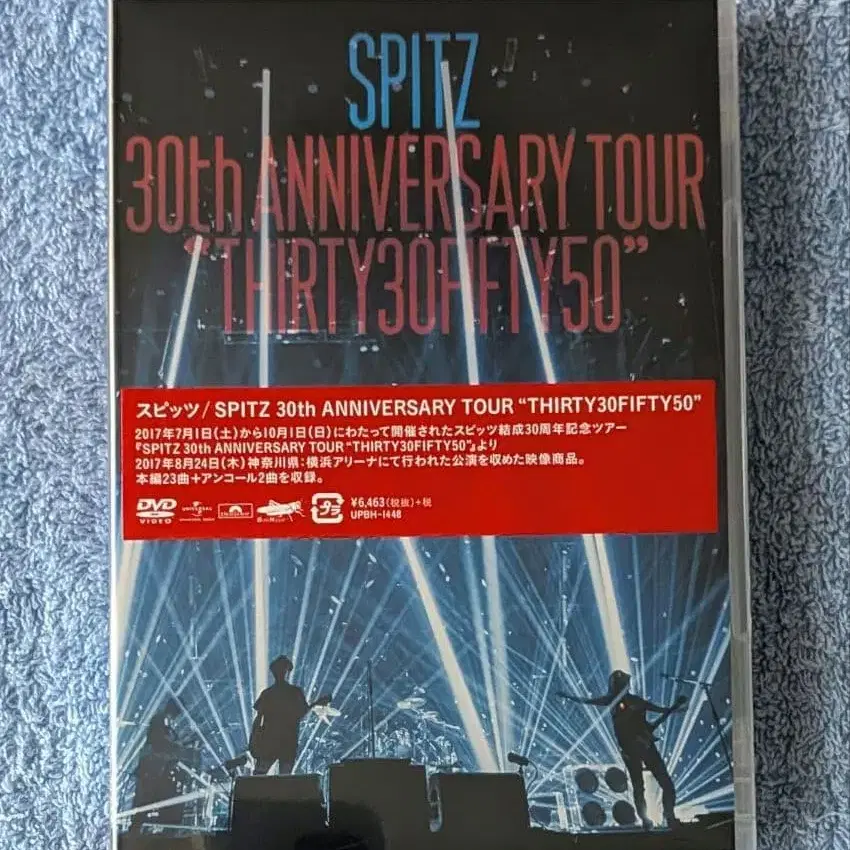 SPITZ
30th ANNIVERSARY TOUR
“THIRTY30FIFTY50”
スピッツ/SPITZ 30th ANNIVERSARY TOUR “THIRTY30FIFTY50”
2017年7月1日(土)から10月1日(日)にわたって開催されたスピッツ結成30周年記念ツアー
『SPITZ 30th ANNIVERSARY TOUR “THIRTY30FIFTY50”』より
2017年8月24日(木)神奈川県:横浜アリーナにて行われた公演を収めた映像商品。
本編23曲+アンコール2曲を収録。
DVD
VIDEO
UNIVERSAL
プラ
¥6,463(税抜)+税
UPBH-1448